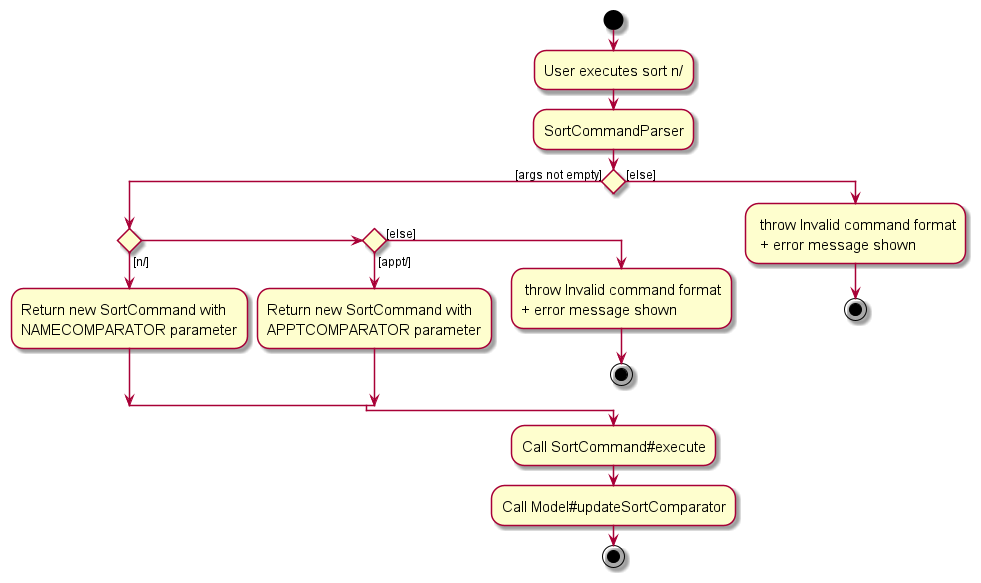 User executes sort n/
SortCommandParser
[args not empty]
[else]
throw Invalid command format
+ error message shown
[else]
[n/]
[appt/]
Return new SortCommand with
NAMECOMPARATOR parameter
Return new SortCommand with
APPTCOMPARATOR parameter
throw Invalid command format
+ error message shown
Call SortCommand#execute
Call Model#updateSortComparator